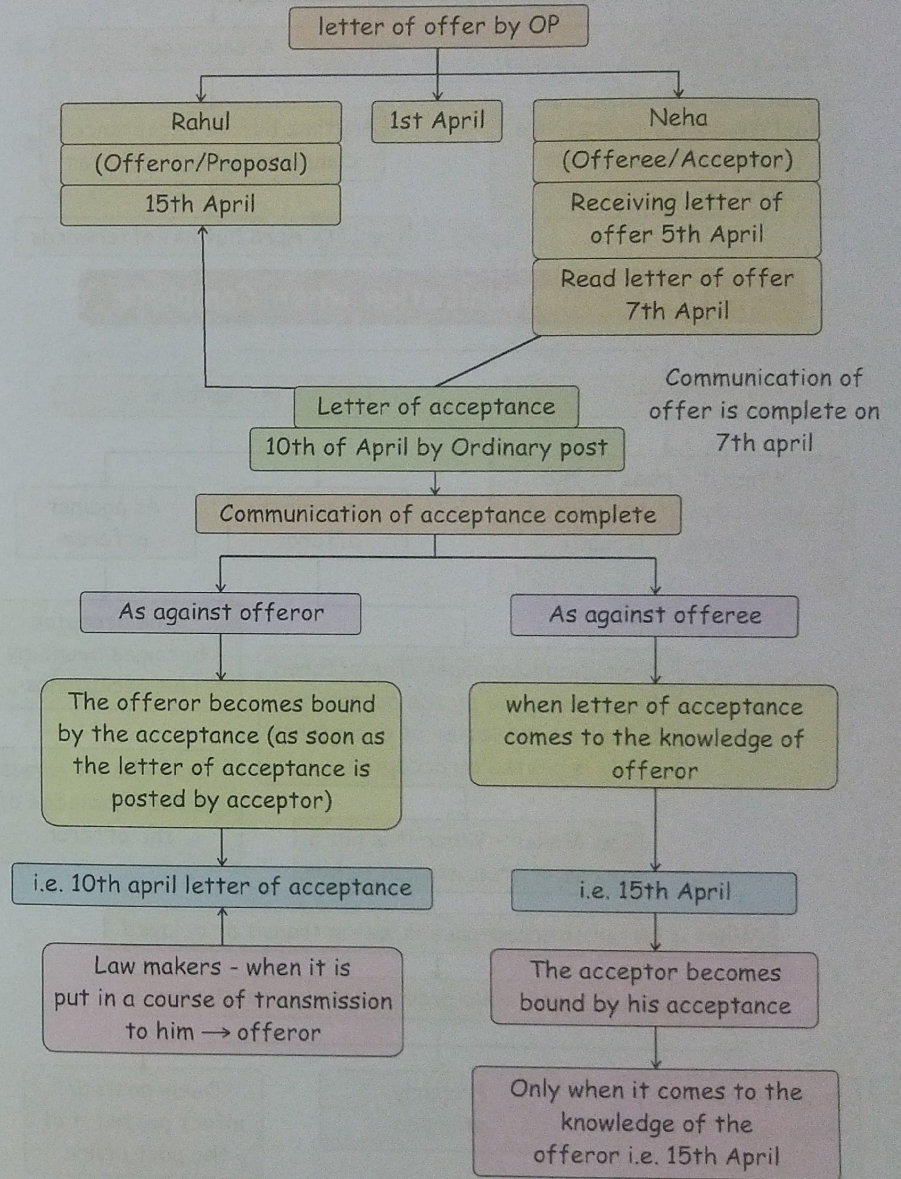 letter of offer by OP
Rahul
(Offeror/Proposal)
15th April
1st April
Neha
(Offeree/Acceptor)
Receiving letter of
offer 5th April
Read letter of offer
7th April
Communication of
offer is complete on
7th april
Letter of acceptance
10th of April by Ordinary post
Communication of acceptance complete
As against offeror
The offeror becomes bound
by the acceptance (as soon as
the letter of acceptance is
posted by acceptor)
i.e. 10th april letter of acceptance
Law makers - when it is
put in a course of transmission
to him → offeror
As against offeree
when letter of acceptance
comes to the knowledge of
offeror
i.e. 15th April
The acceptor becomes
bound by his acceptance
Only when it comes to the
knowledge of the
offeror i.e. 15th April